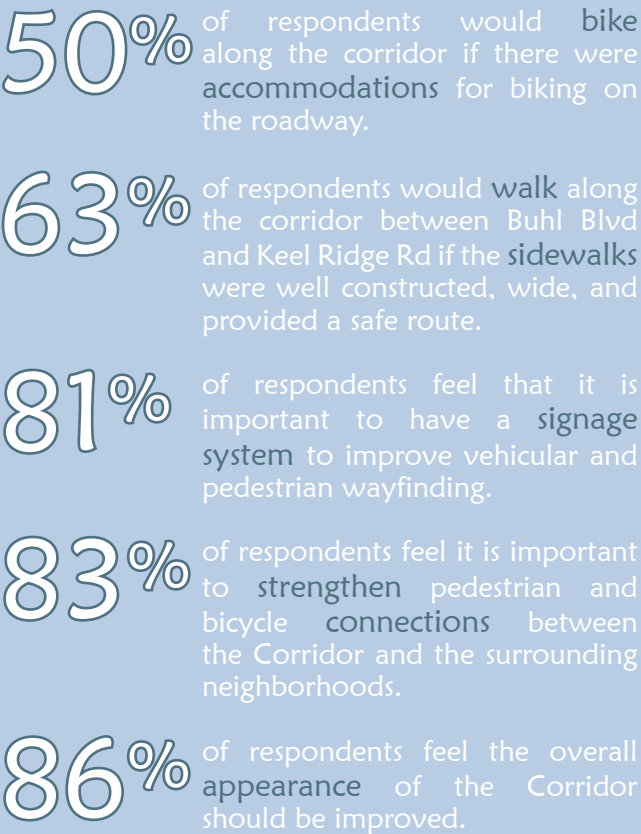 50% of respondents would bike
along the corridor if there were
accommodations for biking on
the roadway.
63% of respondents would walk along
the corridor between Buhl Blvd
and Keel Ridge Rd if the sidewalks
were well constructed, wide, and
provided a safe route.
81% of respondents feel that it is
important to have a signage
system to improve vehicular and
pedestrian wayfinding.
83% of respondents feel it is important
to strengthen pedestrian and
bicycle connections between
the Corridor and the surrounding
neighborhoods.
86% of respondents feel the overall
appearance of the Corridor
should be improved.